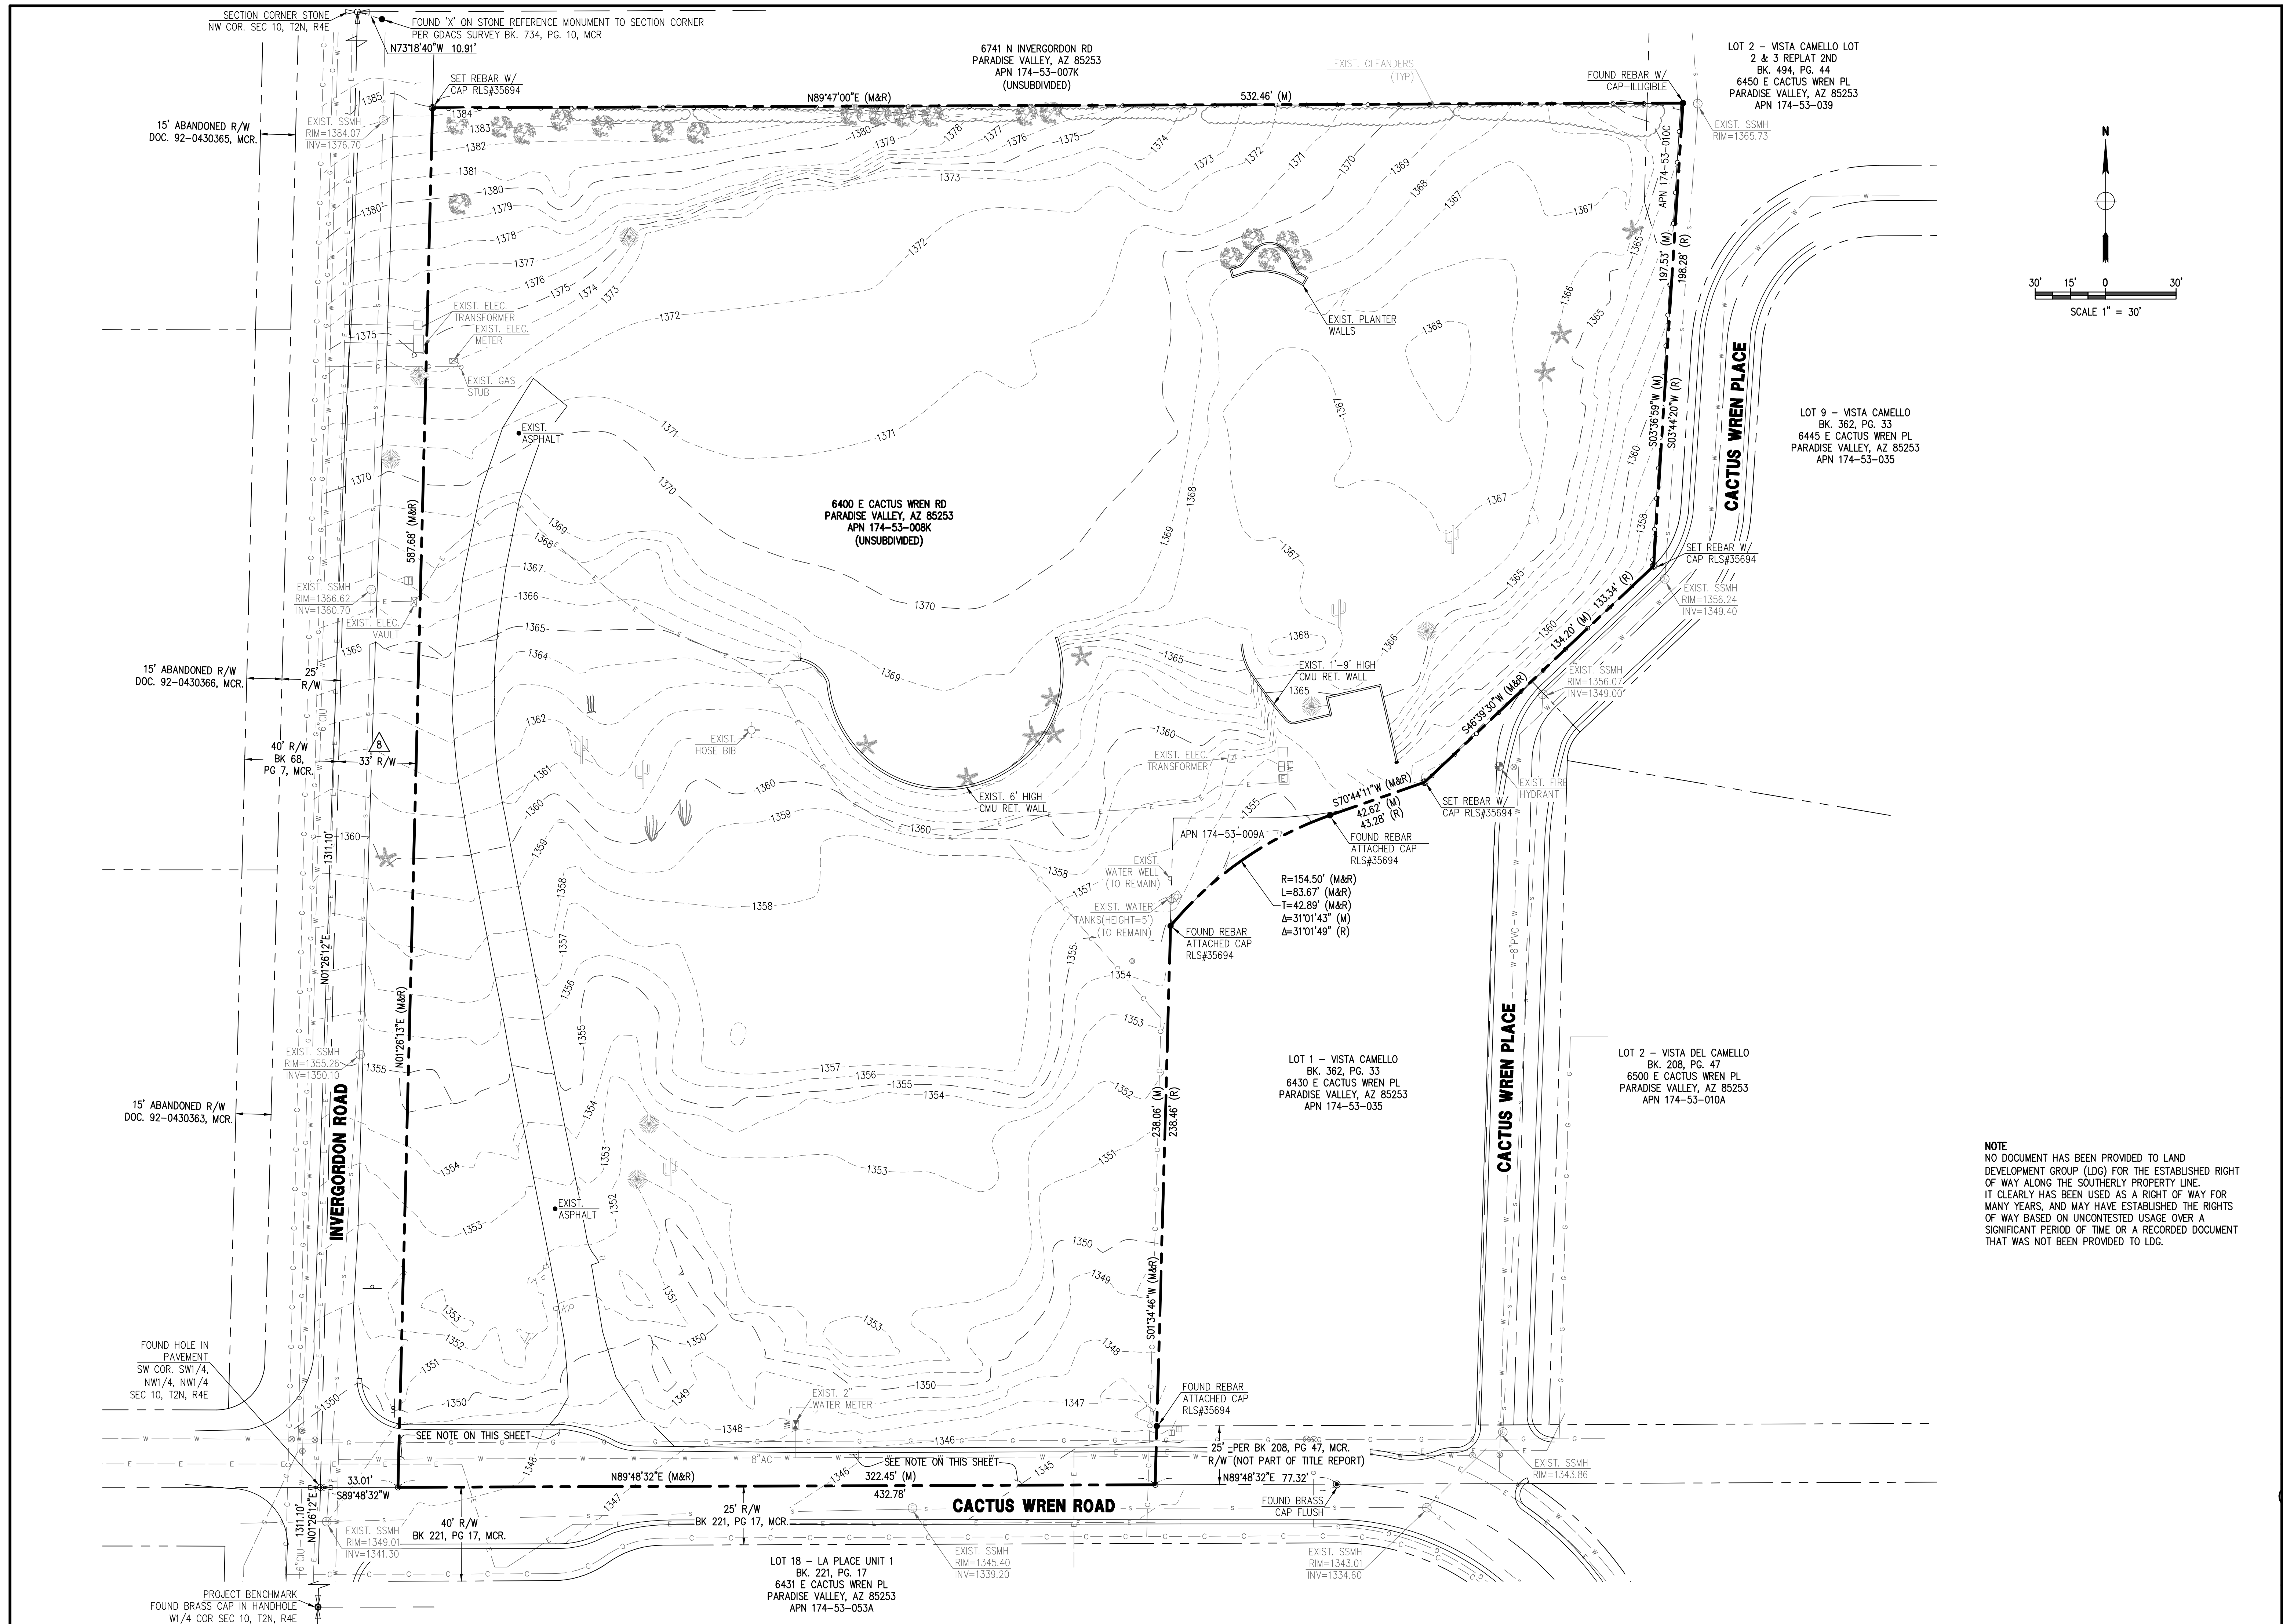 SECTION CORNER STONE
NW COR. SEC 10, T2N, R4E
FOUND 'X' ON STONE REFERENCE MONUMENT TO SECTION CORNER
PER GDACS SURVEY BK. 734, PG. 10, MCR
N73°18'40"W 10.91'
SET REBAR W/
CAP RLS#35694
6741 N INVERGORDON RD
PARADISE VALLEY, AZ 85253
APN 174-53-007K
(UNSUBDIVIDED)
EXIST. OLEANDERS
(TYP)
FOUND REBAR W/
CAP-ILLIGIBLE
LOT 2 - VISTA CAMELLO LOT
2 & 3 REPLAT 2ND
BK. 494, PG. 44
6450 E CACTUS WREN PL
PARADISE VALLEY, AZ 85253
APN 174-53-039
N89°47'00"E (M&R)
532.46' (M)
15' ABANDONED R/W
DOC. 92-0430365, MCR.
EXIST. SSMH
RIM=1384.07
INV=1376.70
EXIST. SSMH
RIM=1365.73
APN 174-53-010C
N
30' 15' 0 30'
SCALE 1" = 30'
197.53' (M)
198.28' (R)
S03°36'59"W (M)
S03°44'20"W (R)
EXIST. ELEC.
TRANSFORMER
EXIST. ELEC.
METER
EXIST. GAS
STUB
EXIST. PLANTER
WALLS
CACTUS WREN PLACE
LOT 9 - VISTA CAMELLO
BK. 362, PG. 33
6445 E CACTUS WREN PL
PARADISE VALLEY, AZ 85253
APN 174-53-035
EXIST.
ASPHALT
587.68' (M&R)
6400 E CACTUS WREN RD
PARADISE VALLEY, AZ 85253
APN 174-53-008K
(UNSUBDIVIDED)
SET REBAR W/
CAP RLS#35694
EXIST. SSMH
RIM=1356.24
INV=1349.40
EXIST. SSMH
RIM=1366.62
INV=1360.70
EXIST. ELEC.
VAULT
134.20' (M) 133.34' (R)
S46°39'30"W (M&R)
EXIST. SSMH
RIM=1356.07
INV=1349.00
15' ABANDONED R/W
DOC. 92-0430366, MCR.
25'
R/W
EXIST. 1'-9' HIGH
CMU RET. WALL
40' R/W
BK 68,
PG 7, MCR.
8
33' R/W
6"CIU
EXIST.
HOSE BIB
EXIST. ELEC.
TRANSFORMER
EXIST. 6' HIGH
CMU RET. WALL
S70°44'11"W (M&R)
42.62' (M)
43.28' (R)
SET REBAR W/
CAP RLS#35694
EXIST. FIRE
HYDRANT
APN 174-53-009A
FOUND REBAR
ATTACHED CAP
RLS#35694
EXIST.
WATER WELL
(TO REMAIN)
R=154.50' (M&R)
L=83.67' (M&R)
T=42.89' (M&R)
Δ=31°01'43" (M)
Δ=31°01'49" (R)
EXIST. WATER
TANKS(HEIGHT=5')
(TO REMAIN)
FOUND REBAR
ATTACHED CAP
RLS#35694
1311.10'
N01°26'12"E
N01°26'13"E (M&R)
8"PVC
EXIST. SSMH
RIM=1355.26
INV=1350.10
INVERGORDON ROAD
15' ABANDONED R/W
DOC. 92-0430363, MCR.
238.06' (M)
238.46' (R)
S01°34'46"W (M&R)
LOT 1 - VISTA CAMELLO
BK. 362, PG. 33
6430 E CACTUS WREN PL
PARADISE VALLEY, AZ 85253
APN 174-53-035
CACTUS WREN PLACE
LOT 2 - VISTA DEL CAMELLO
BK. 208, PG. 47
6500 E CACTUS WREN PL
PARADISE VALLEY, AZ 85253
APN 174-53-010A
NOTE
NO DOCUMENT HAS BEEN PROVIDED TO LAND
DEVELOPMENT GROUP (LDG) FOR THE ESTABLISHED RIGHT
OF WAY ALONG THE SOUTHERLY PROPERTY LINE.
IT CLEARLY HAS BEEN USED AS A RIGHT OF WAY FOR
MANY YEARS, AND MAY HAVE ESTABLISHED THE RIGHTS
OF WAY BASED ON UNCONTESTED USAGE OVER A
SIGNIFICANT PERIOD OF TIME OR A RECORDED DOCUMENT
THAT WAS NOT BEEN PROVIDED TO LDG.
EXIST.
ASPHALT
KP
FOUND HOLE IN
PAVEMENT
SW COR. SW1/4,
NW1/4, NW1/4
SEC 10, T2N, R4E
EXIST. 2"
WATER METER
FOUND REBAR
ATTACHED CAP
RLS#35694
SEE NOTE ON THIS SHEET
8"AC
SEE NOTE ON THIS SHEET
25' PER BK 208, PG 47, MCR.
R/W (NOT PART OF TITLE REPORT)
EXIST. SSMH
RIM=1343.86
33.01'
S89°48'32"W
N89°48'32"E (M&R)
322.45' (M)
432.78'
N89°48'32"E 77.32'
CACTUS WREN ROAD
FOUND BRASS
CAP FLUSH
1311.10'
N01°26'12"E
6"CIU
EXIST. SSMH
RIM=1349.01
INV=1341.30
40' R/W
BK 221, PG 17, MCR.
25' R/W
BK 221, PG 17, MCR.
EXIST. SSMH
RIM=1345.40
INV=1339.20
EXIST. SSMH
RIM=1343.01
INV=1334.60
LOT 18 - LA PLACE UNIT 1
BK. 221, PG. 17
6431 E CACTUS WREN PL
PARADISE VALLEY, AZ 85253
APN 174-53-053A
PROJECT BENCHMARK
FOUND BRASS CAP IN HANDHOLE
W1/4 COR SEC 10, T2N, R4E